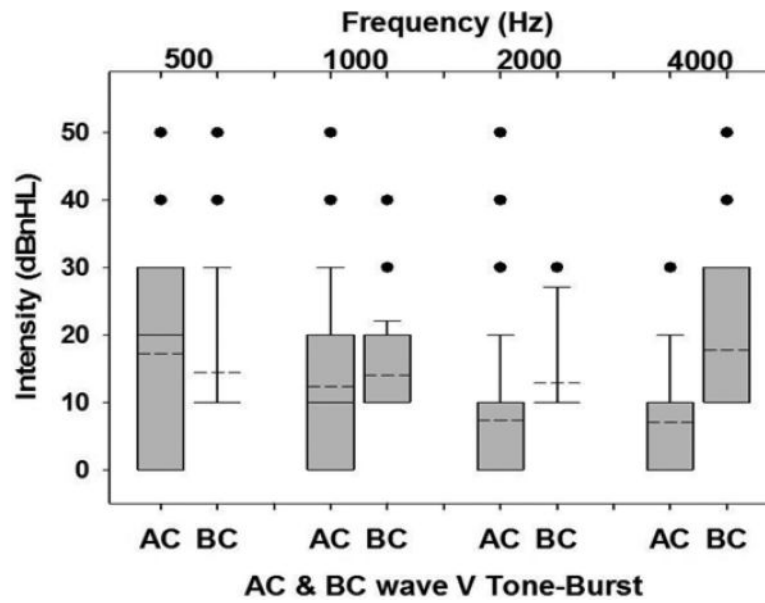 Frequency (Hz)
500 1000 2000 4000
Intensity (dBnHL)
50
40
30
20
10
0
AC BC AC BC AC BC AC BC
AC & BC wave V Tone-Burst